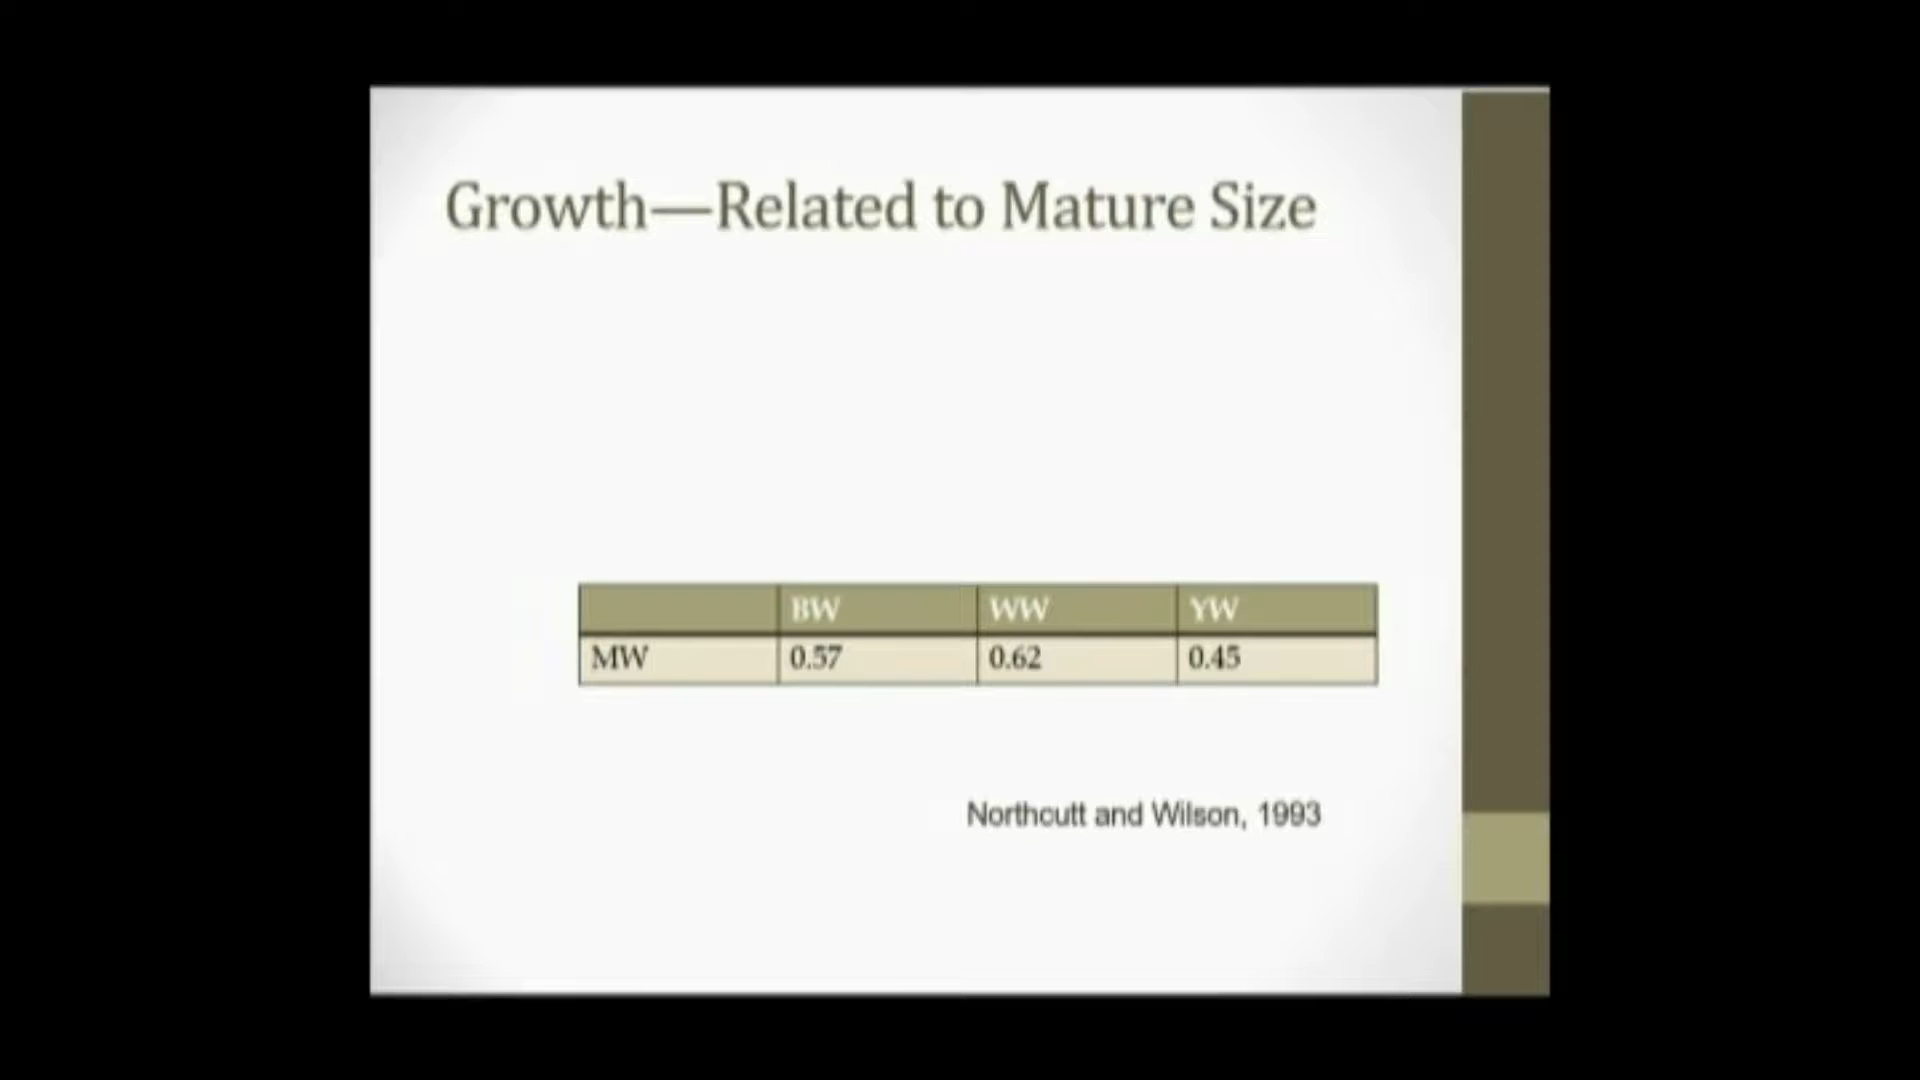 Growth—Related to Mature Size
BW WW YW
MW 0.57 0.62 0.45
Northcutt and Wilson, 1993